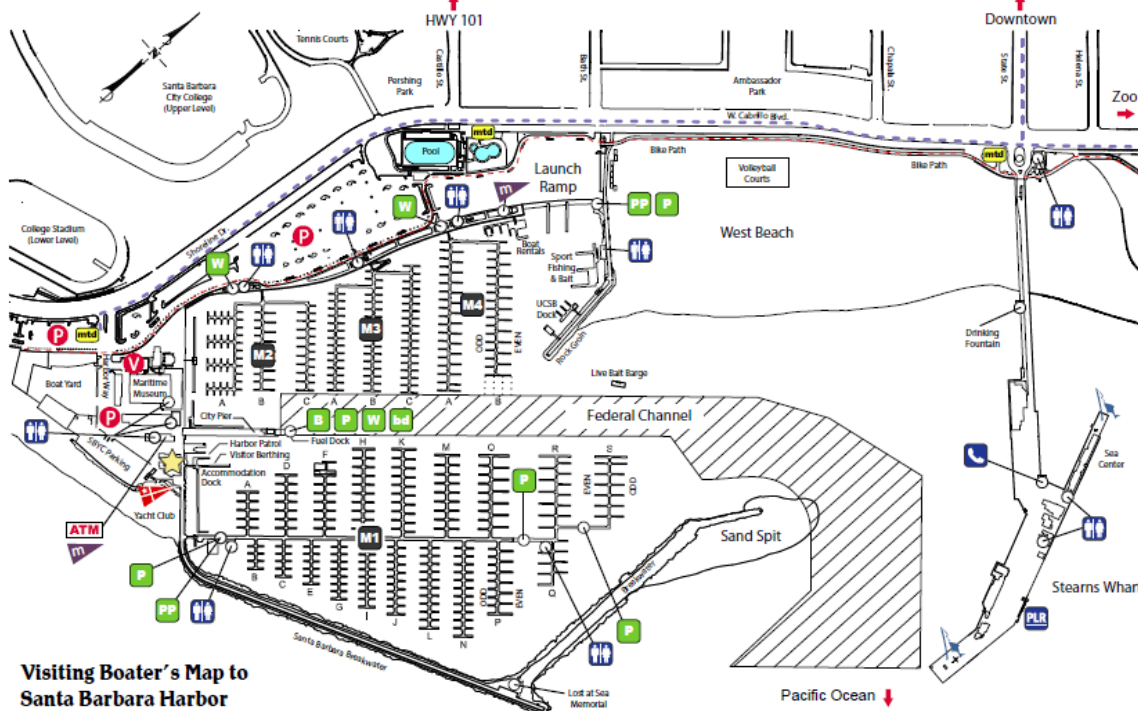 HWY 101
Downtown
Tennis Courts
Castillo St.
Bath St.
Chapala St.
State St.
Helena St.
Pershing
Park
Ambassador
Park
Santa Barbara
City College
(Upper Level)
N
Zoo
W. Cabrillo Blvd.
mtd
Pool
Bike Path
Bike Path
mtd
Launch
Ramp
Volleyball
Courts
m
W
PP
P
College Stadium
(Lower Level)
Shoreline Dr.
P
West Beach
Boat
Rentals
Sport
Fishing
& Bait
W
M4
UCSB
Dock
M3
ODD
EVEN
P
mtd
M2
Rock Groin
Drinking
Fountain
V
Harbor Way
Boat Yard
Maritime
Museum
Live Bait Barge
A
B
C
A
B
C
A
B
P
City Pier
B
P
W
bd
Federal Channel
Fuel Dock
SBYC Parking
Harbor Patrol
Visitor Berthing
Accommodation
Dock
A
D
F
H
K
M
O
R
S
EVEN
ODD
Sea
Center
P
Yacht Club
ATM
m
M1
Sand Spit
P
B
C
E
G
I
J
L
N
ODD
EVEN
P
Q
Breakwater
Stearns Whar
PP
P
PLR
Santa Barbara Breakwater
Visiting Boater's Map to
Santa Barbara Harbor
Lost at Sea
Memorial
Pacific Ocean